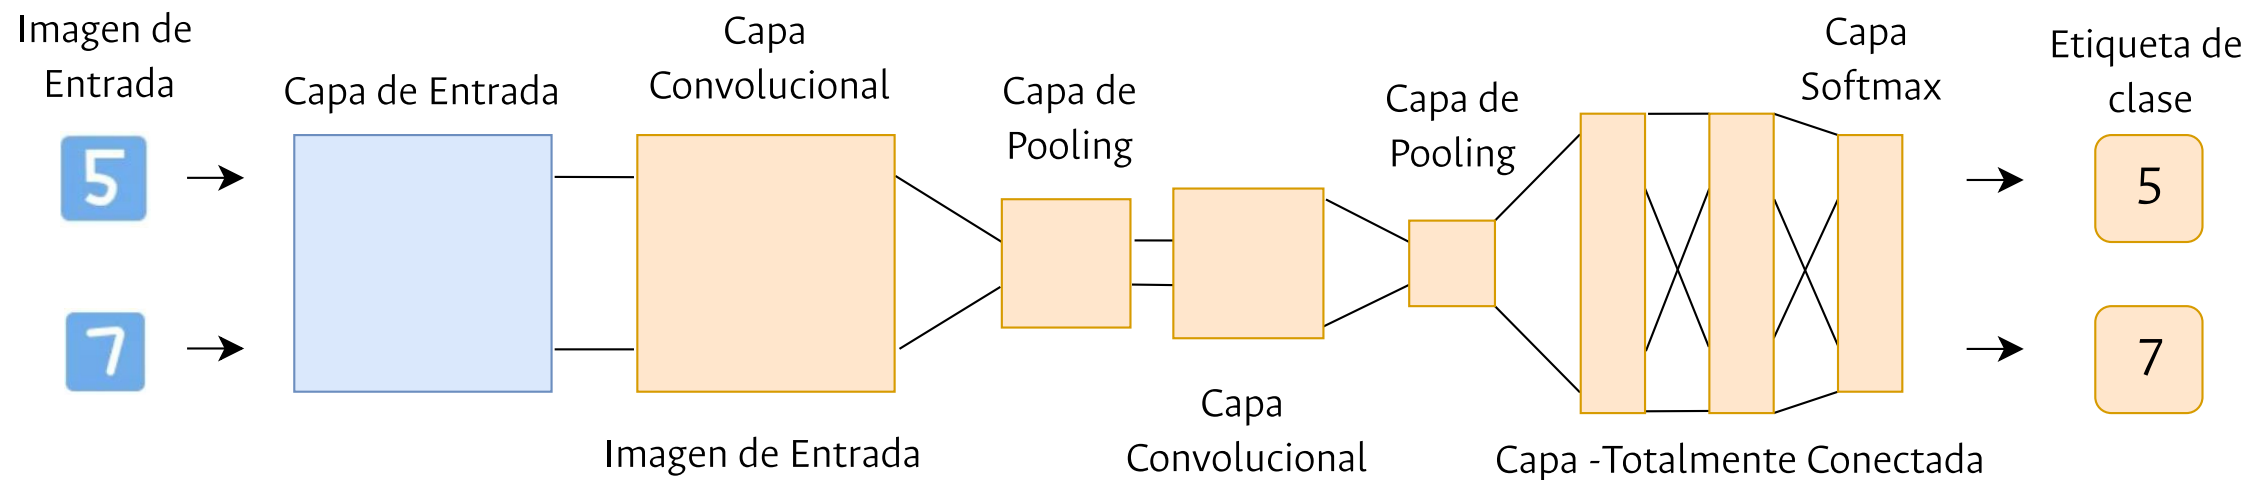 Imagen de
Entrada
Capa de Entrada
Capa
Convolucional
Capa de
Pooling
Capa de
Pooling
Capa
Softmax
Etiqueta de
clase
5
5
7
7
Imagen de Entrada
Capa
Convolucional
Capa -Totalmente Conectada